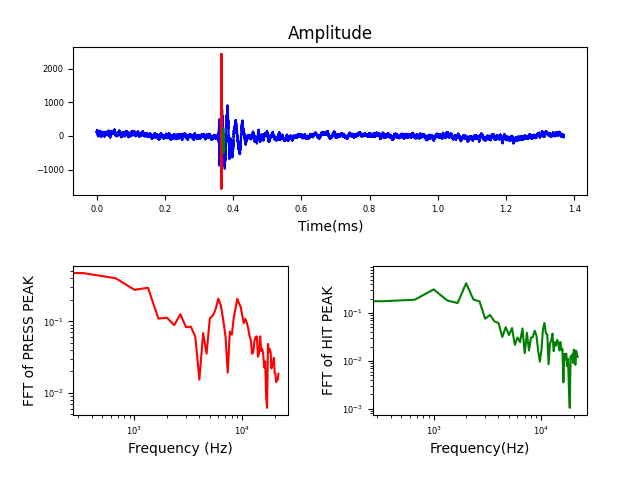 Amplitude
2000
1000
0
−1000
0.0 0.2 0.4 0.6 0.8 1.0 1.2 1.4
Time(ms)
FFT of PRESS PEAK
10⁻¹
10⁻²
10³ 10⁴
Frequency (Hz)
FFT of HIT PEAK
10⁻¹
10⁻²
10⁻³
10³ 10⁴
Frequency(Hz)